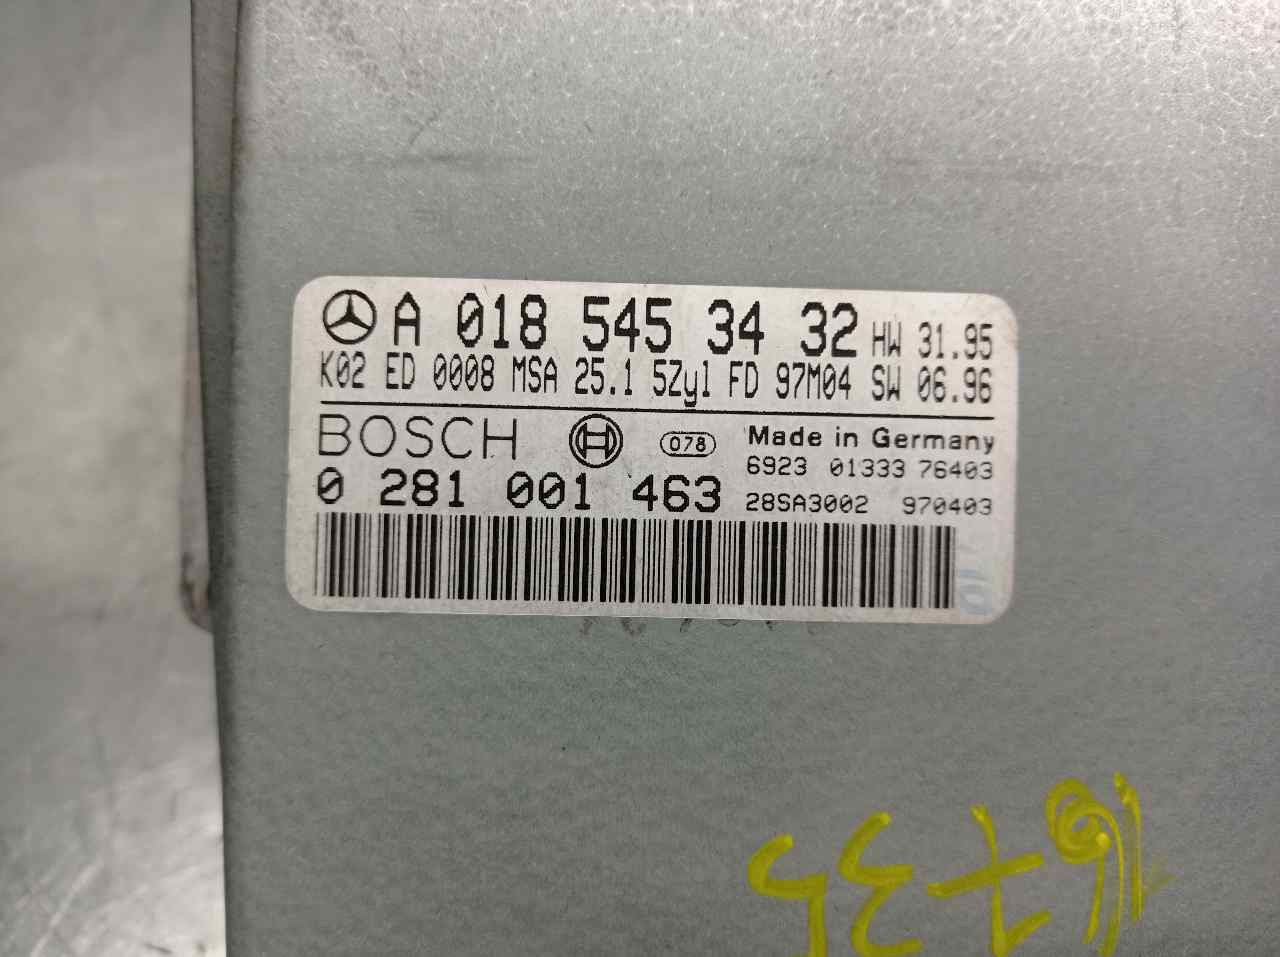 A 018 545 34 32 HW 31.95
K02 ED 0008 MSA 25.1 5Zyl FD 97M04 SW 06.96
BOSCH 078 Made in Germany
6923 01333 76403
0 281 001 463 28SA3002 970403